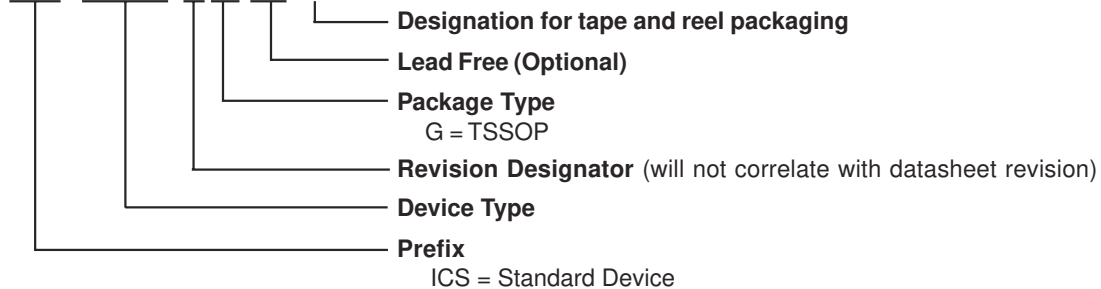 Designation for tape and reel packaging
Lead Free (Optional)
Package Type
G = TSSOP
Revision Designator (will not correlate with datasheet revision)
Device Type
Prefix
ICS = Standard Device